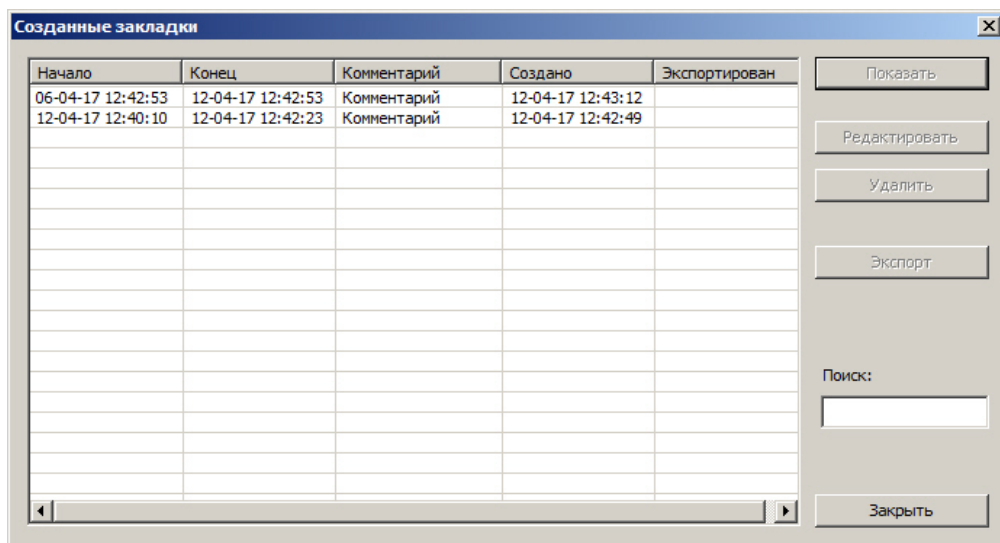 Созданные закладки
Начало Конец Комментарий Создано Экспортирован
06-04-17 12:42:53 12-04-17 12:42:53 Комментарий 12-04-17 12:43:12
12-04-17 12:40:10 12-04-17 12:42:23 Комментарий 12-04-17 12:42:49
Показать
Редактировать
Удалить
Экспорт
Поиск:
Закрыть